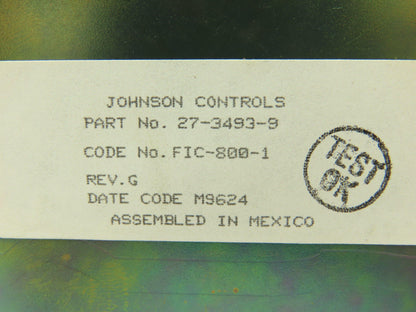 JOHNSON CONTROLS
PART No. 27-3493-9
CODE No. FIC-800-1
REV.G
DATE CODE M9624
ASSEMBLED IN MEXICO
TEST
OK